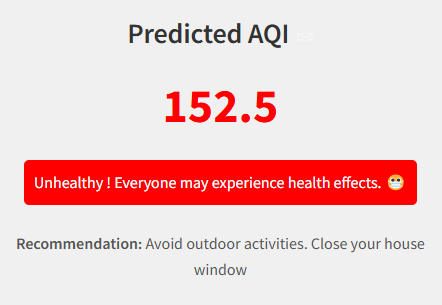 Predicted AQI
152.5
Unhealthy ! Everyone may experience health effects. 😷
Recommendation: Avoid outdoor activities. Close your house
window